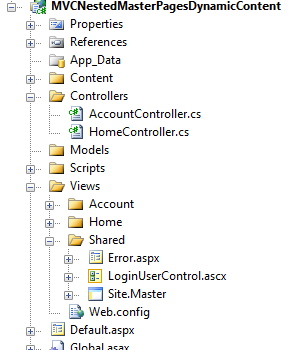 MVCNestedMasterPagesDynamicContent
Properties
References
App_Data
Content
Controllers
AccountController.cs
HomeController.cs
Models
Scripts
Views
Account
Home
Shared
Error.aspx
LoginUserControl.ascx
Site.Master
Web.config
Default.aspx
Global.asax